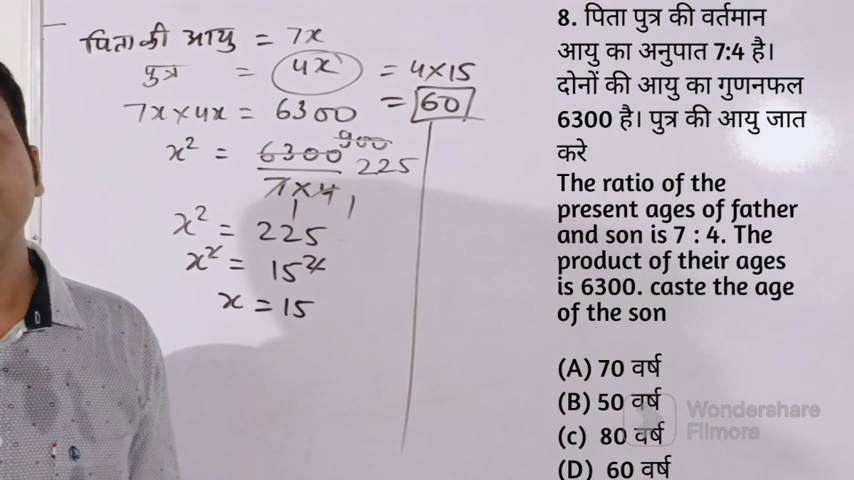 पिता की आयु = 7x
पुत्र = 4x = 4×15
7x×4x = 6300 = 60
x² = 6300 900 225
7×4
1 1
x² = 225
x² = 15²
x = 15
8. पिता पुत्र की वर्तमान
आयु का अनुपात 7:4 है।
दोनों की आयु का गुणनफल
6300 है। पुत्र की आयु जात
करे
The ratio of the
present ages of father
and son is 7 : 4. The
product of their ages
is 6300. caste the age
of the son
(A) 70 वर्ष
(B) 50 वर्ष
(c) 80 वर्ष
(D) 60 वर्ष
Wondershare
Filmora